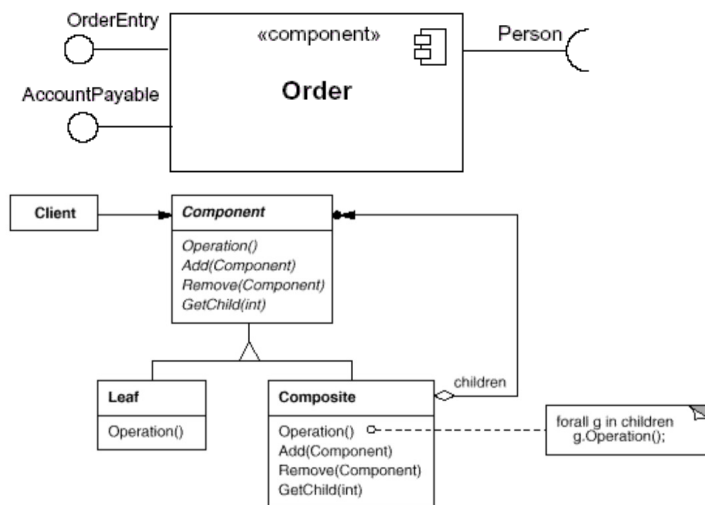 OrderEntry
«component»
Person
Order
AccountPayable
Client
Component
Operation()
Add(Component)
Remove(Component)
GetChild(int)
children
Leaf
Operation()
Composite
Operation()
Add(Component)
Remove(Component)
GetChild(int)
forall g in children
g.Operation();